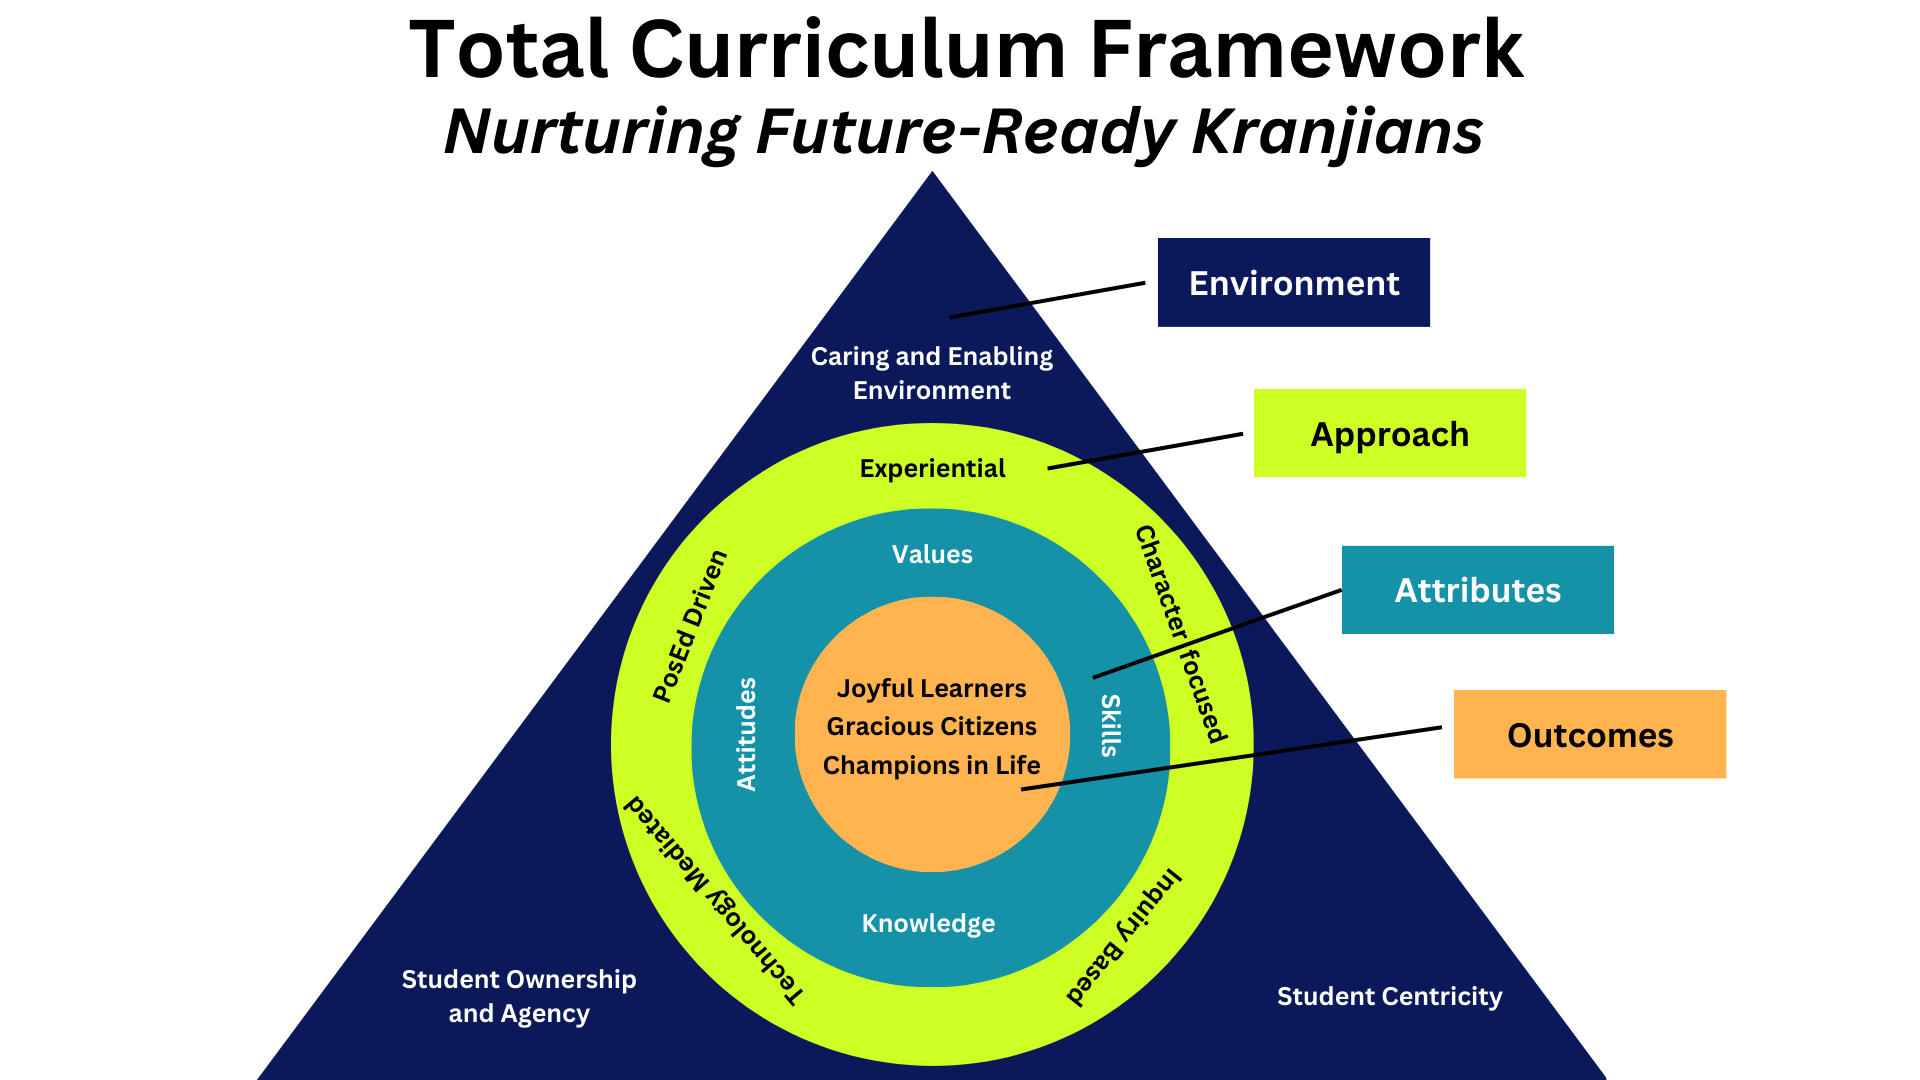 Total Curriculum Framework
Nurturing Future-Ready Kranjians
Environment
Caring and Enabling
Environment
Approach
Experiential
Character focused
PosEd Driven
Values
Attributes
Attitudes
Skills
Joyful Learners
Gracious Citizens
Champions in Life
Outcomes
Technology Mediated
Inquiry Based
Knowledge
Student Ownership
and Agency
Student Centricity